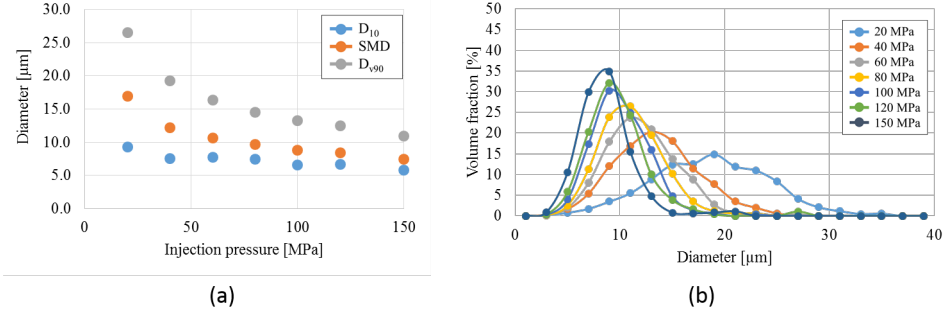 30.0
25.0
20.0
15.0
10.0
5.0
0.0
Diameter [µm]
D10
SMD
Dv90
0
50
100
150
Injection pressure [MPa]
(a)
50
45
40
35
30
25
20
15
10
5
0
Volume fraction [%]
20 MPa
40 MPa
60 MPa
80 MPa
100 MPa
120 MPa
150 MPa
0
10
20
30
40
Diameter [µm]
(b)